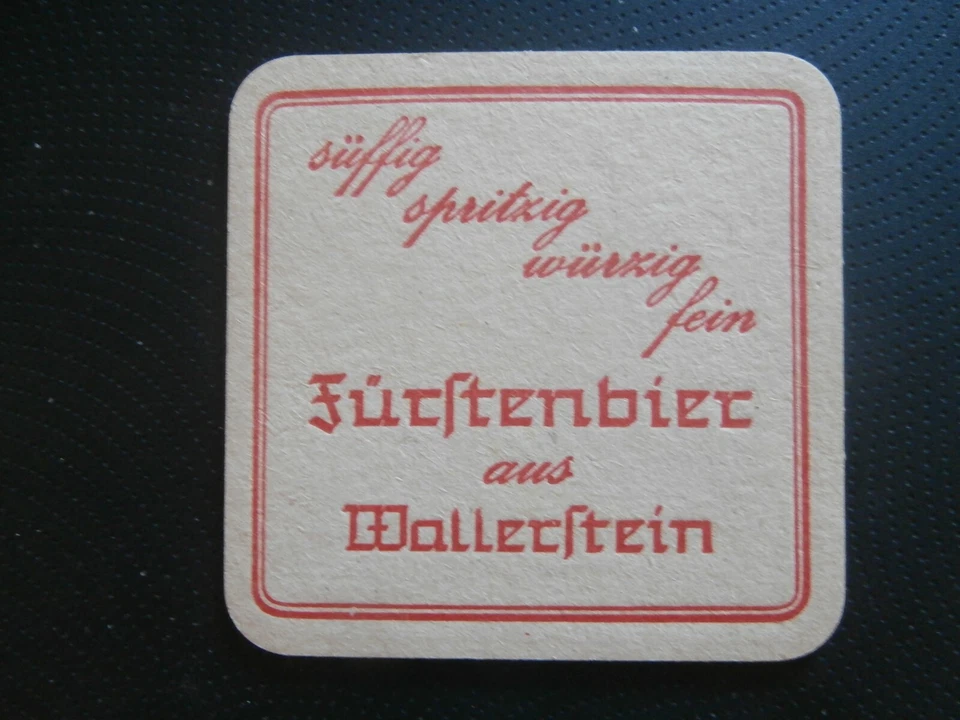 süffig
spritzig
würzig
fein
Fürſtenbier
aus
Wallerſtein